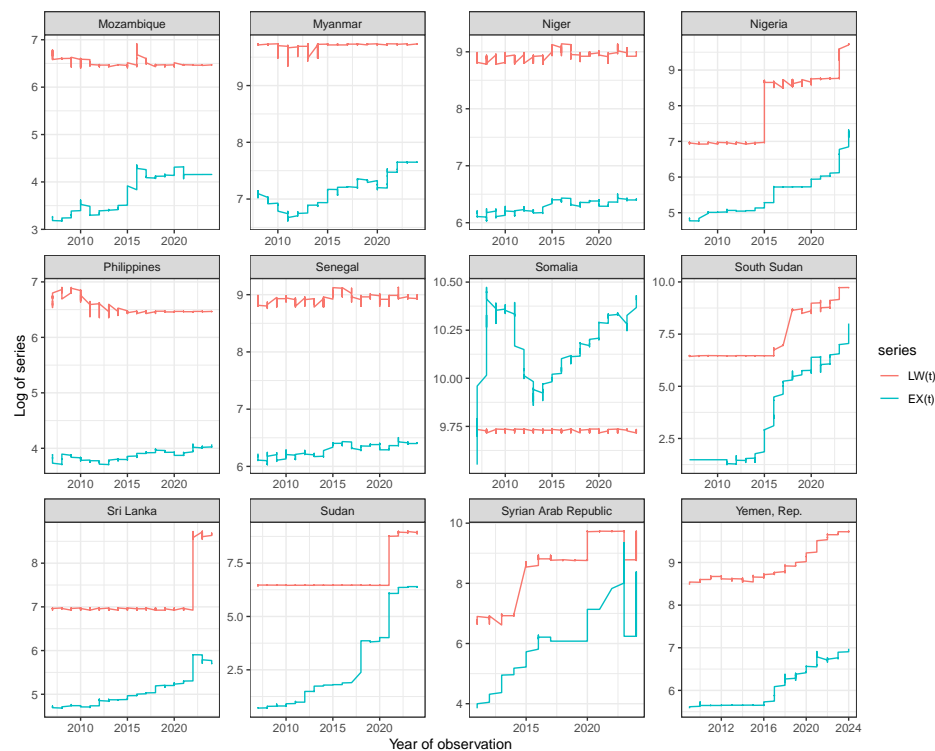 Mozambique
Myanmar
Niger
Nigeria
7
6
5
4
3
2010 2015 2020
9
8
7
2010 2015 2020
9
8
7
6
2010 2015 2020
9
8
7
6
5
2010 2015 2020
Philippines
Senegal
Somalia
South Sudan
7
6
5
4
2010 2015 2020
9
8
7
6
2010 2015 2020
10.50
10.25
10.00
9.75
2010 2015 2020
10.0
7.5
5.0
2.5
2010 2015 2020
Sri Lanka
Sudan
Syrian Arab Republic
Yemen, Rep.
8
7
6
5
2010 2015 2020
7.5
5.0
2.5
2010 2015 2020
10
8
6
4
2015 2020
9
8
7
6
2012 2016 2020 2024
Log of series
Year of observation
series
LW(t)
EX(t)